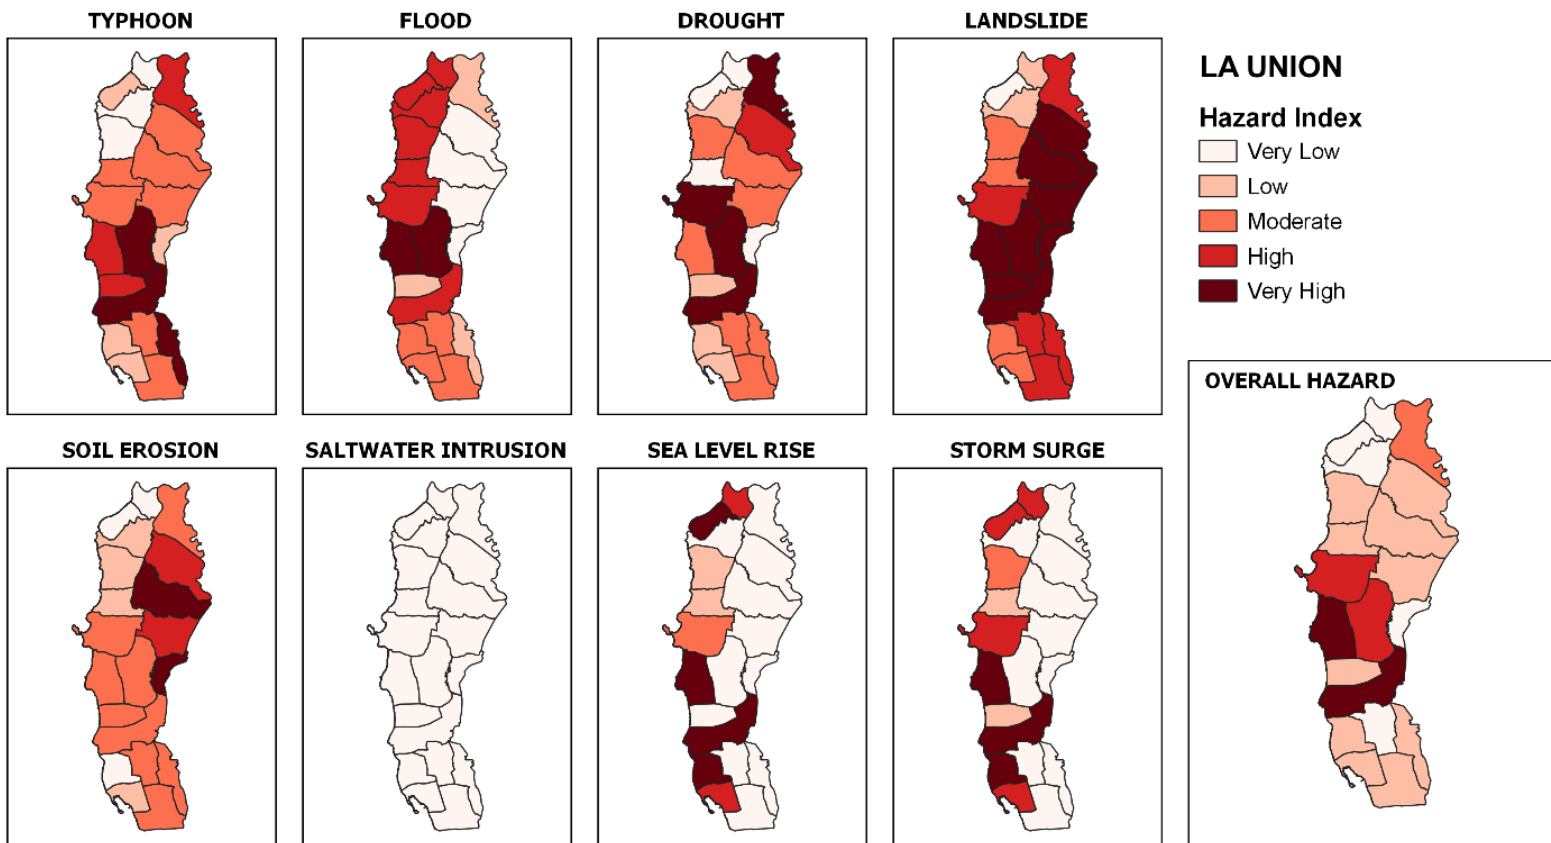 TYPHOON
FLOOD
DROUGHT
LANDSLIDE
LA UNION
Hazard Index
Very Low
Low
Moderate
High
Very High
OVERALL HAZARD
SOIL EROSION
SALTWATER INTRUSION
SEA LEVEL RISE
STORM SURGE